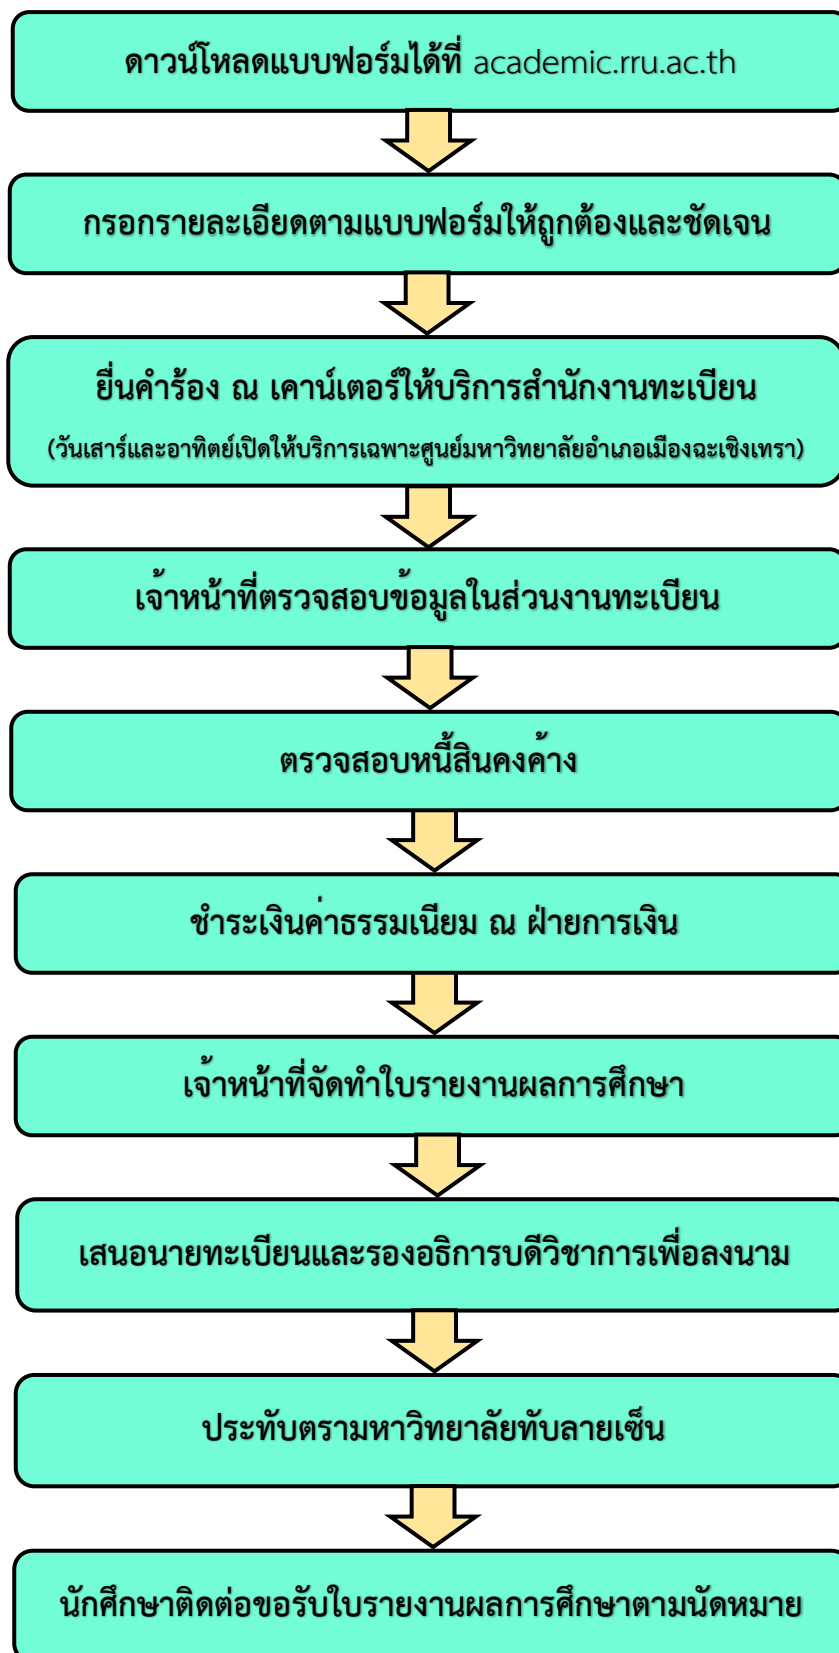 ดาวน์โหลดแบบฟอร์มได้ที่ academic.rru.ac.th
กรอกรายละเอียดตามแบบฟอร์มให้ถูกต้องและชัดเจน
ยื่นคำร้อง ณ เคาน์เตอร์ให้บริการสำนักงานทะเบียน
(วันเสาร์และอาทิตย์เปิดให้บริการเฉพาะศูนย์มหาวิทยาลัยอำเภอเมืองฉะเชิงเทรา)
เจ้าหน้าที่ตรวจสอบข้อมูลในส่วนงานทะเบียน
ตรวจสอบหนี้สินคงค้าง
ชำระเงินค่าธรรมเนียม ณ ฝ่ายการเงิน
เจ้าหน้าที่จัดทำใบรายงานผลการศึกษา
เสนอนายทะเบียนและรองอธิการบดีวิชาการเพื่อลงนาม
ประทับตรามหาวิทยาลัยทับลายเซ็น
นักศึกษาติดต่อขอรับใบรายงานผลการศึกษาตามนัดหมาย